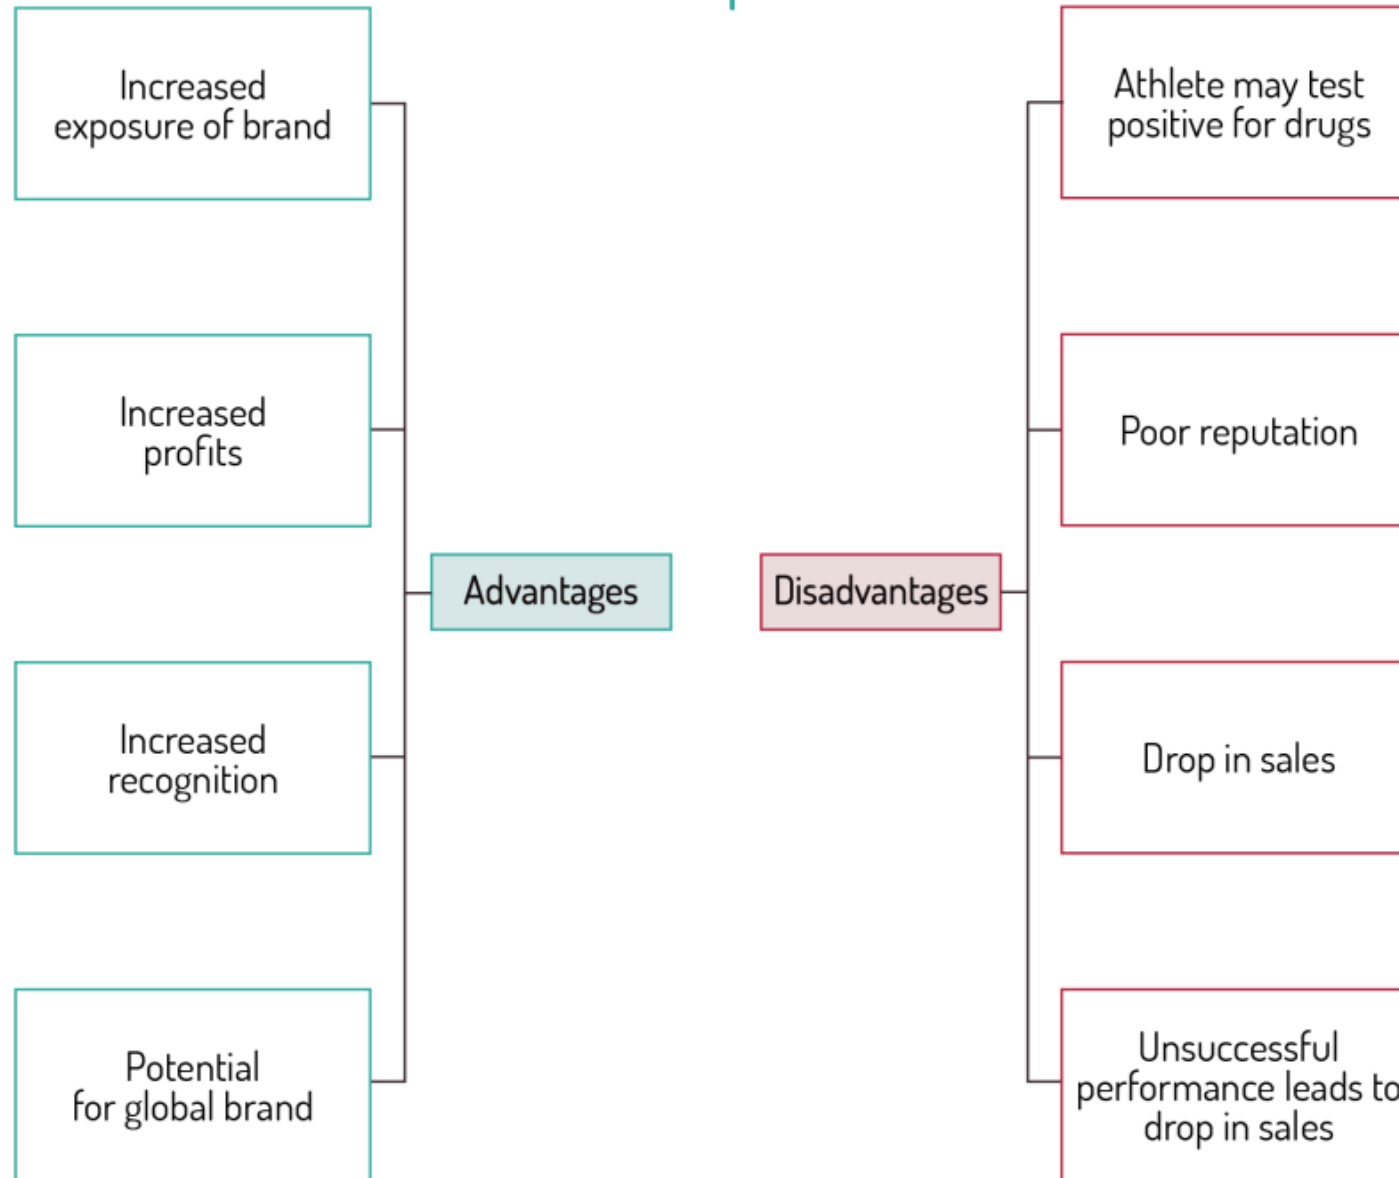 Increased
exposure of brand
Increased
profits
Increased
recognition
Potential
for global brand
Advantages
Disadvantages
Athlete may test
positive for drugs
Poor reputation
Drop in sales
Unsuccessful
performance leads to
drop in sales